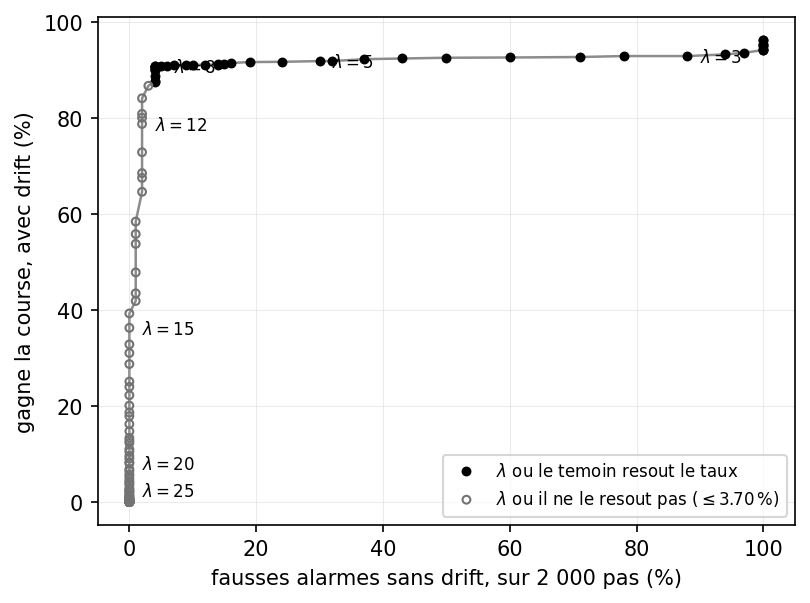 100
80
60
40
20
0
gagne la course, avec drift (%)
λ = 8
λ = 5
λ = 3
λ = 12
λ = 15
λ = 20
λ = 25
λ ou le temoin resout le taux
λ ou il ne le resout pas (≤3.70 %)
0 20 40 60 80 100
fausses alarmes sans drift, sur 2 000 pas (%)